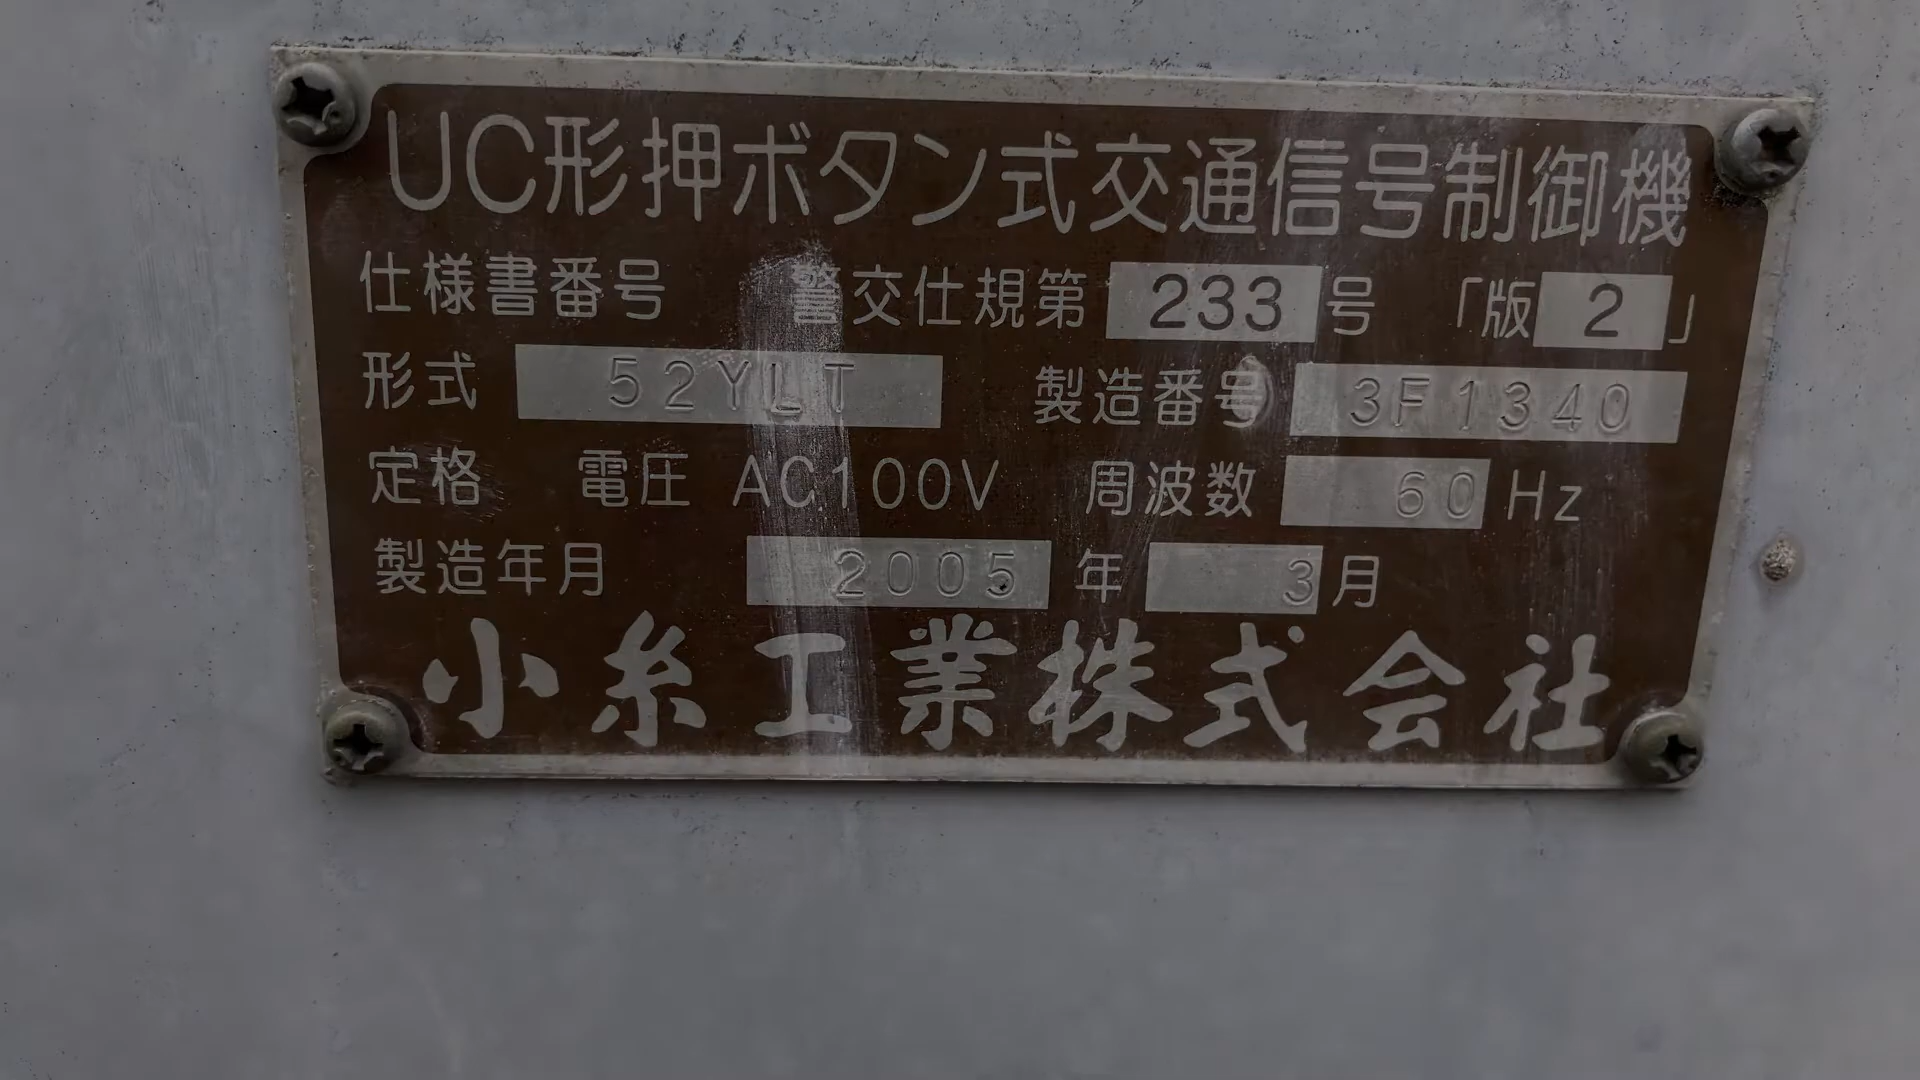 UC形押ボタン式交通信号制御機
仕様書番号 警交仕規第 233 号 「版 2」
形式 52YLT 製造番号 3F1340
定格 電圧 AC100V 周波数 60 Hz
製造年月 2005 年 3 月
小糸工業株式会社